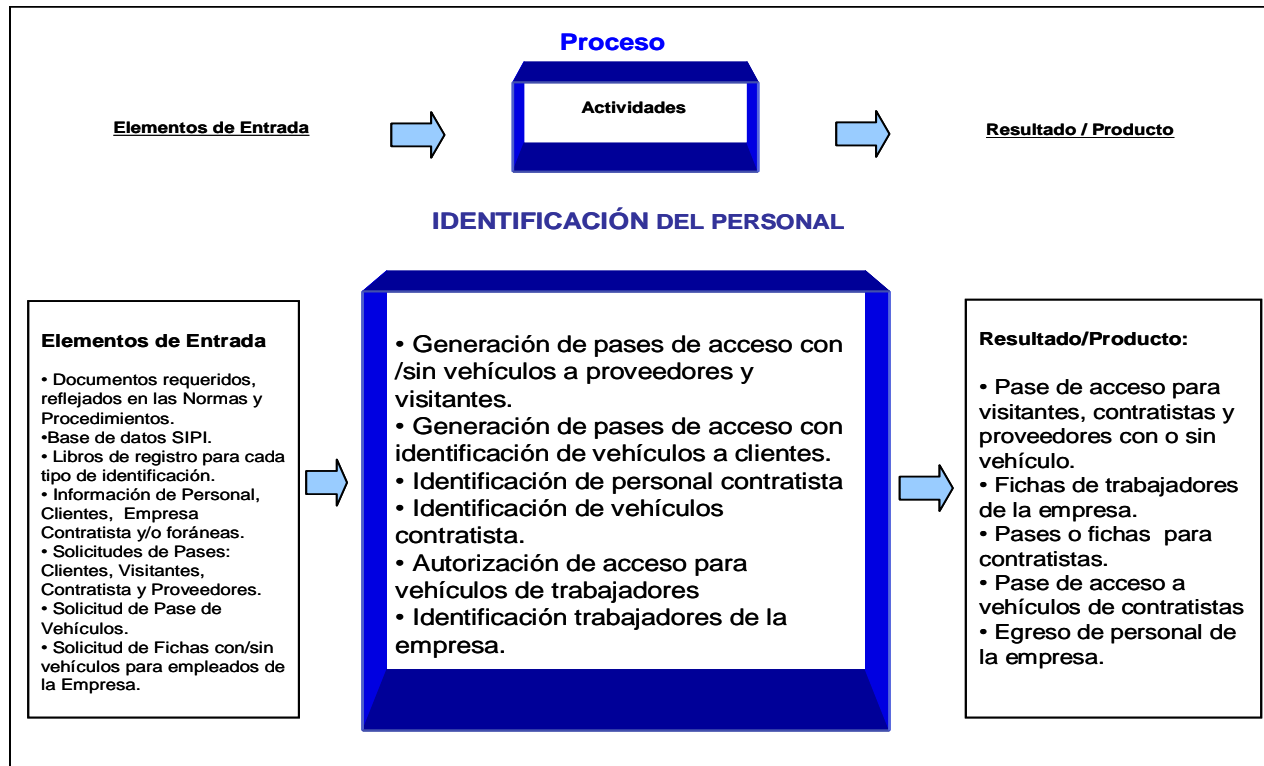 Proceso
Actividades
Elementos de Entrada
Resultado / Producto
IDENTIFICACIÓN DEL PERSONAL
Elementos de Entrada
• Documentos requeridos,
reflejados en las Normas y
Procedimientos.
•Base de datos SIPI.
• Libros de registro para cada
tipo de identificación.
• Información de Personal,
Clientes, Empresa
Contratista y/o foráneas.
• Solicitudes de Pases:
Clientes, Visitantes,
Contratista y Proveedores.
• Solicitud de Pase de
Vehículos.
• Solicitud de Fichas con/sin
vehículos para empleados de
la Empresa.
• Generación de pases de acceso con
/sin vehículos a proveedores y
visitantes.
• Generación de pases de acceso con
identificación de vehículos a clientes.
• Identificación de personal contratista
• Identificación de vehículos
contratista.
• Autorización de acceso para
vehículos de trabajadores
• Identificación trabajadores de la
empresa.
Resultado/Producto:
• Pase de acceso para
visitantes, contratistas y
proveedores con o sin
vehículo.
• Fichas de trabajadores
de la empresa.
• Pases o fichas para
contratistas.
• Pase de acceso a
vehículos de contratistas
• Egreso de personal de
la empresa.